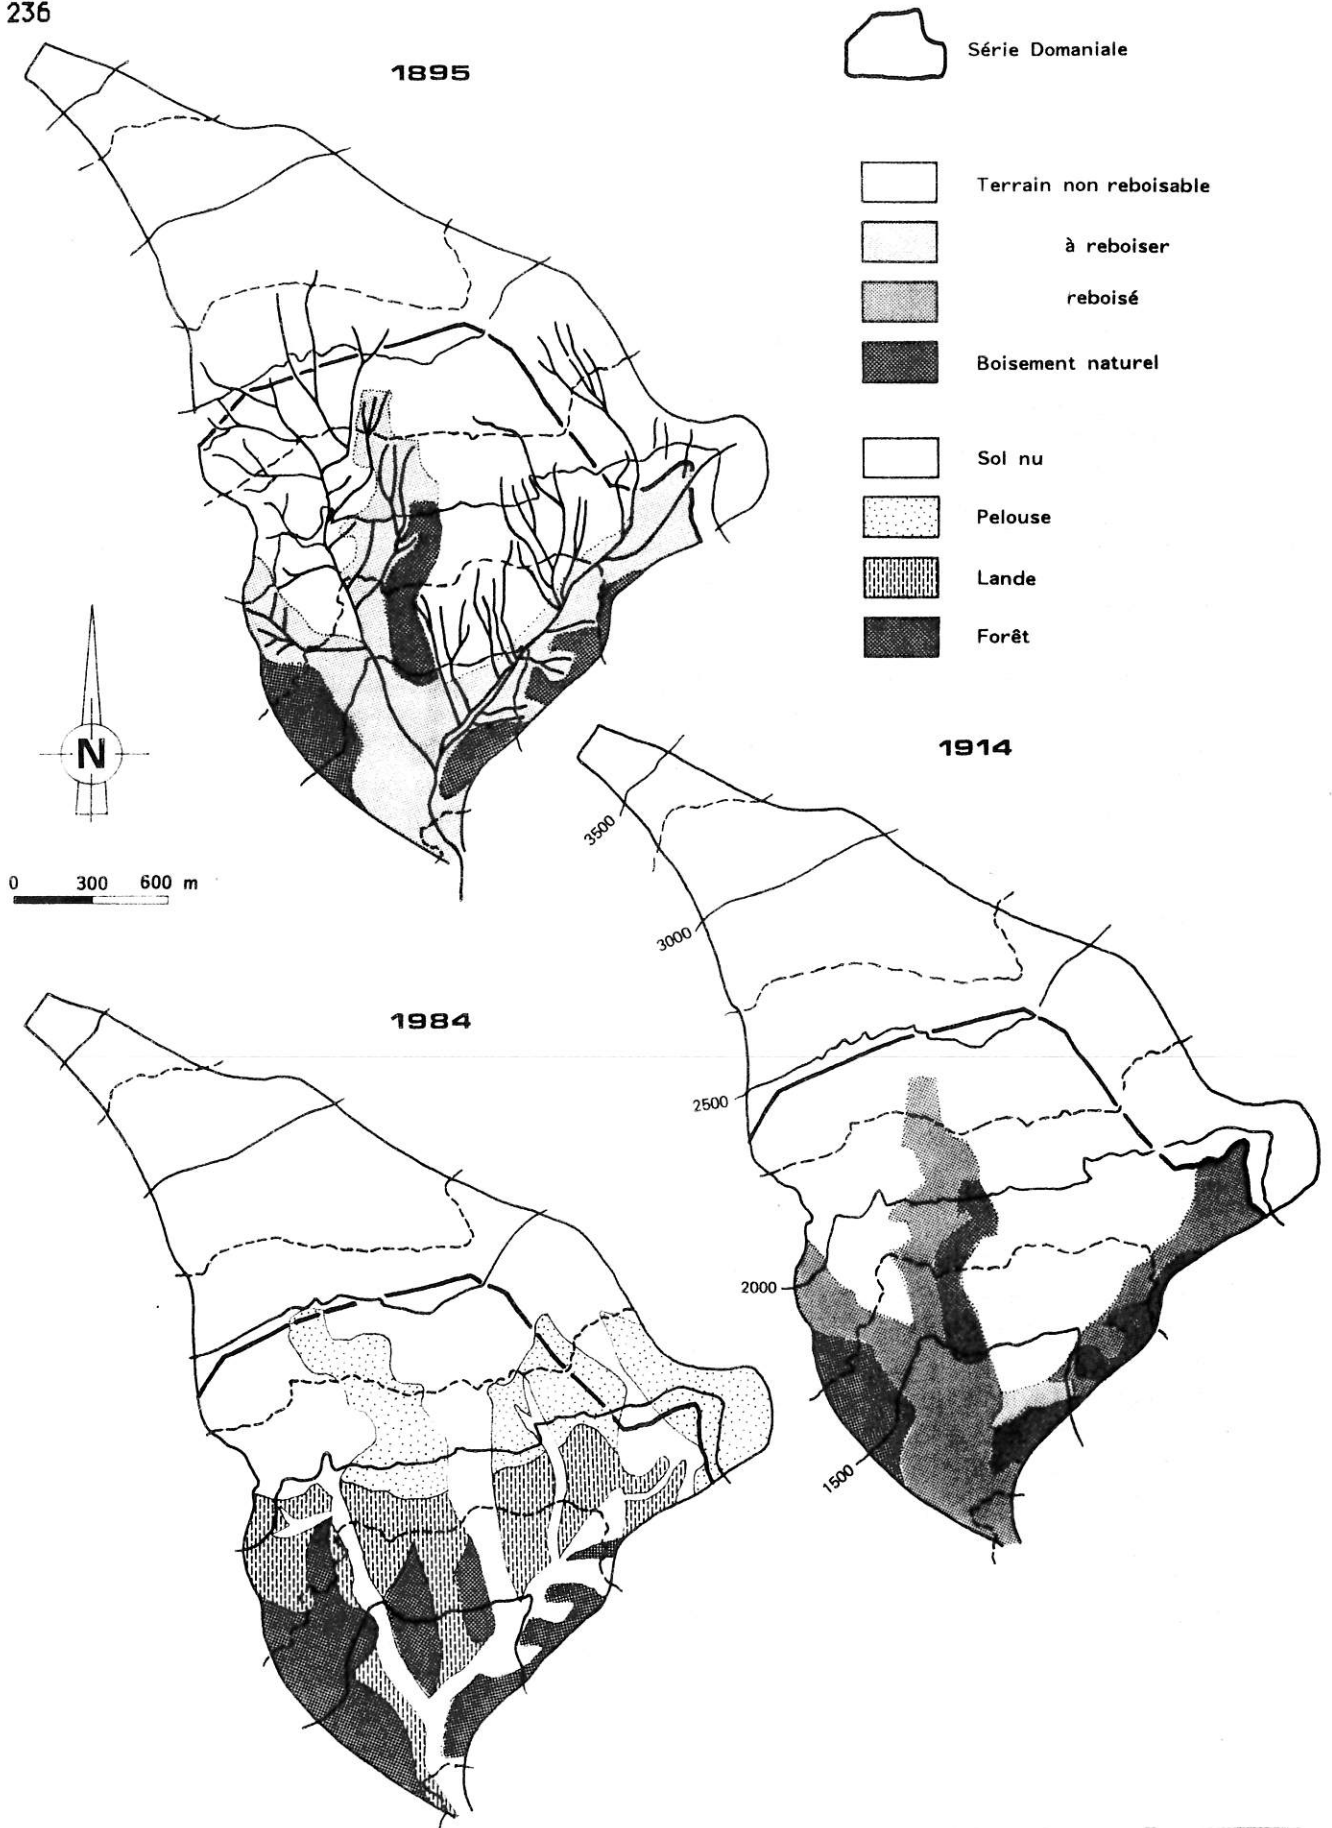 236
1895
Série Domaniale
Terrain non reboisable
à reboiser
reboisé
Boisement naturel
Sol nu
Pelouse
Lande
Forêt
N
0 300 600 m
1914
3500
3000
2500
2000
1500
1984